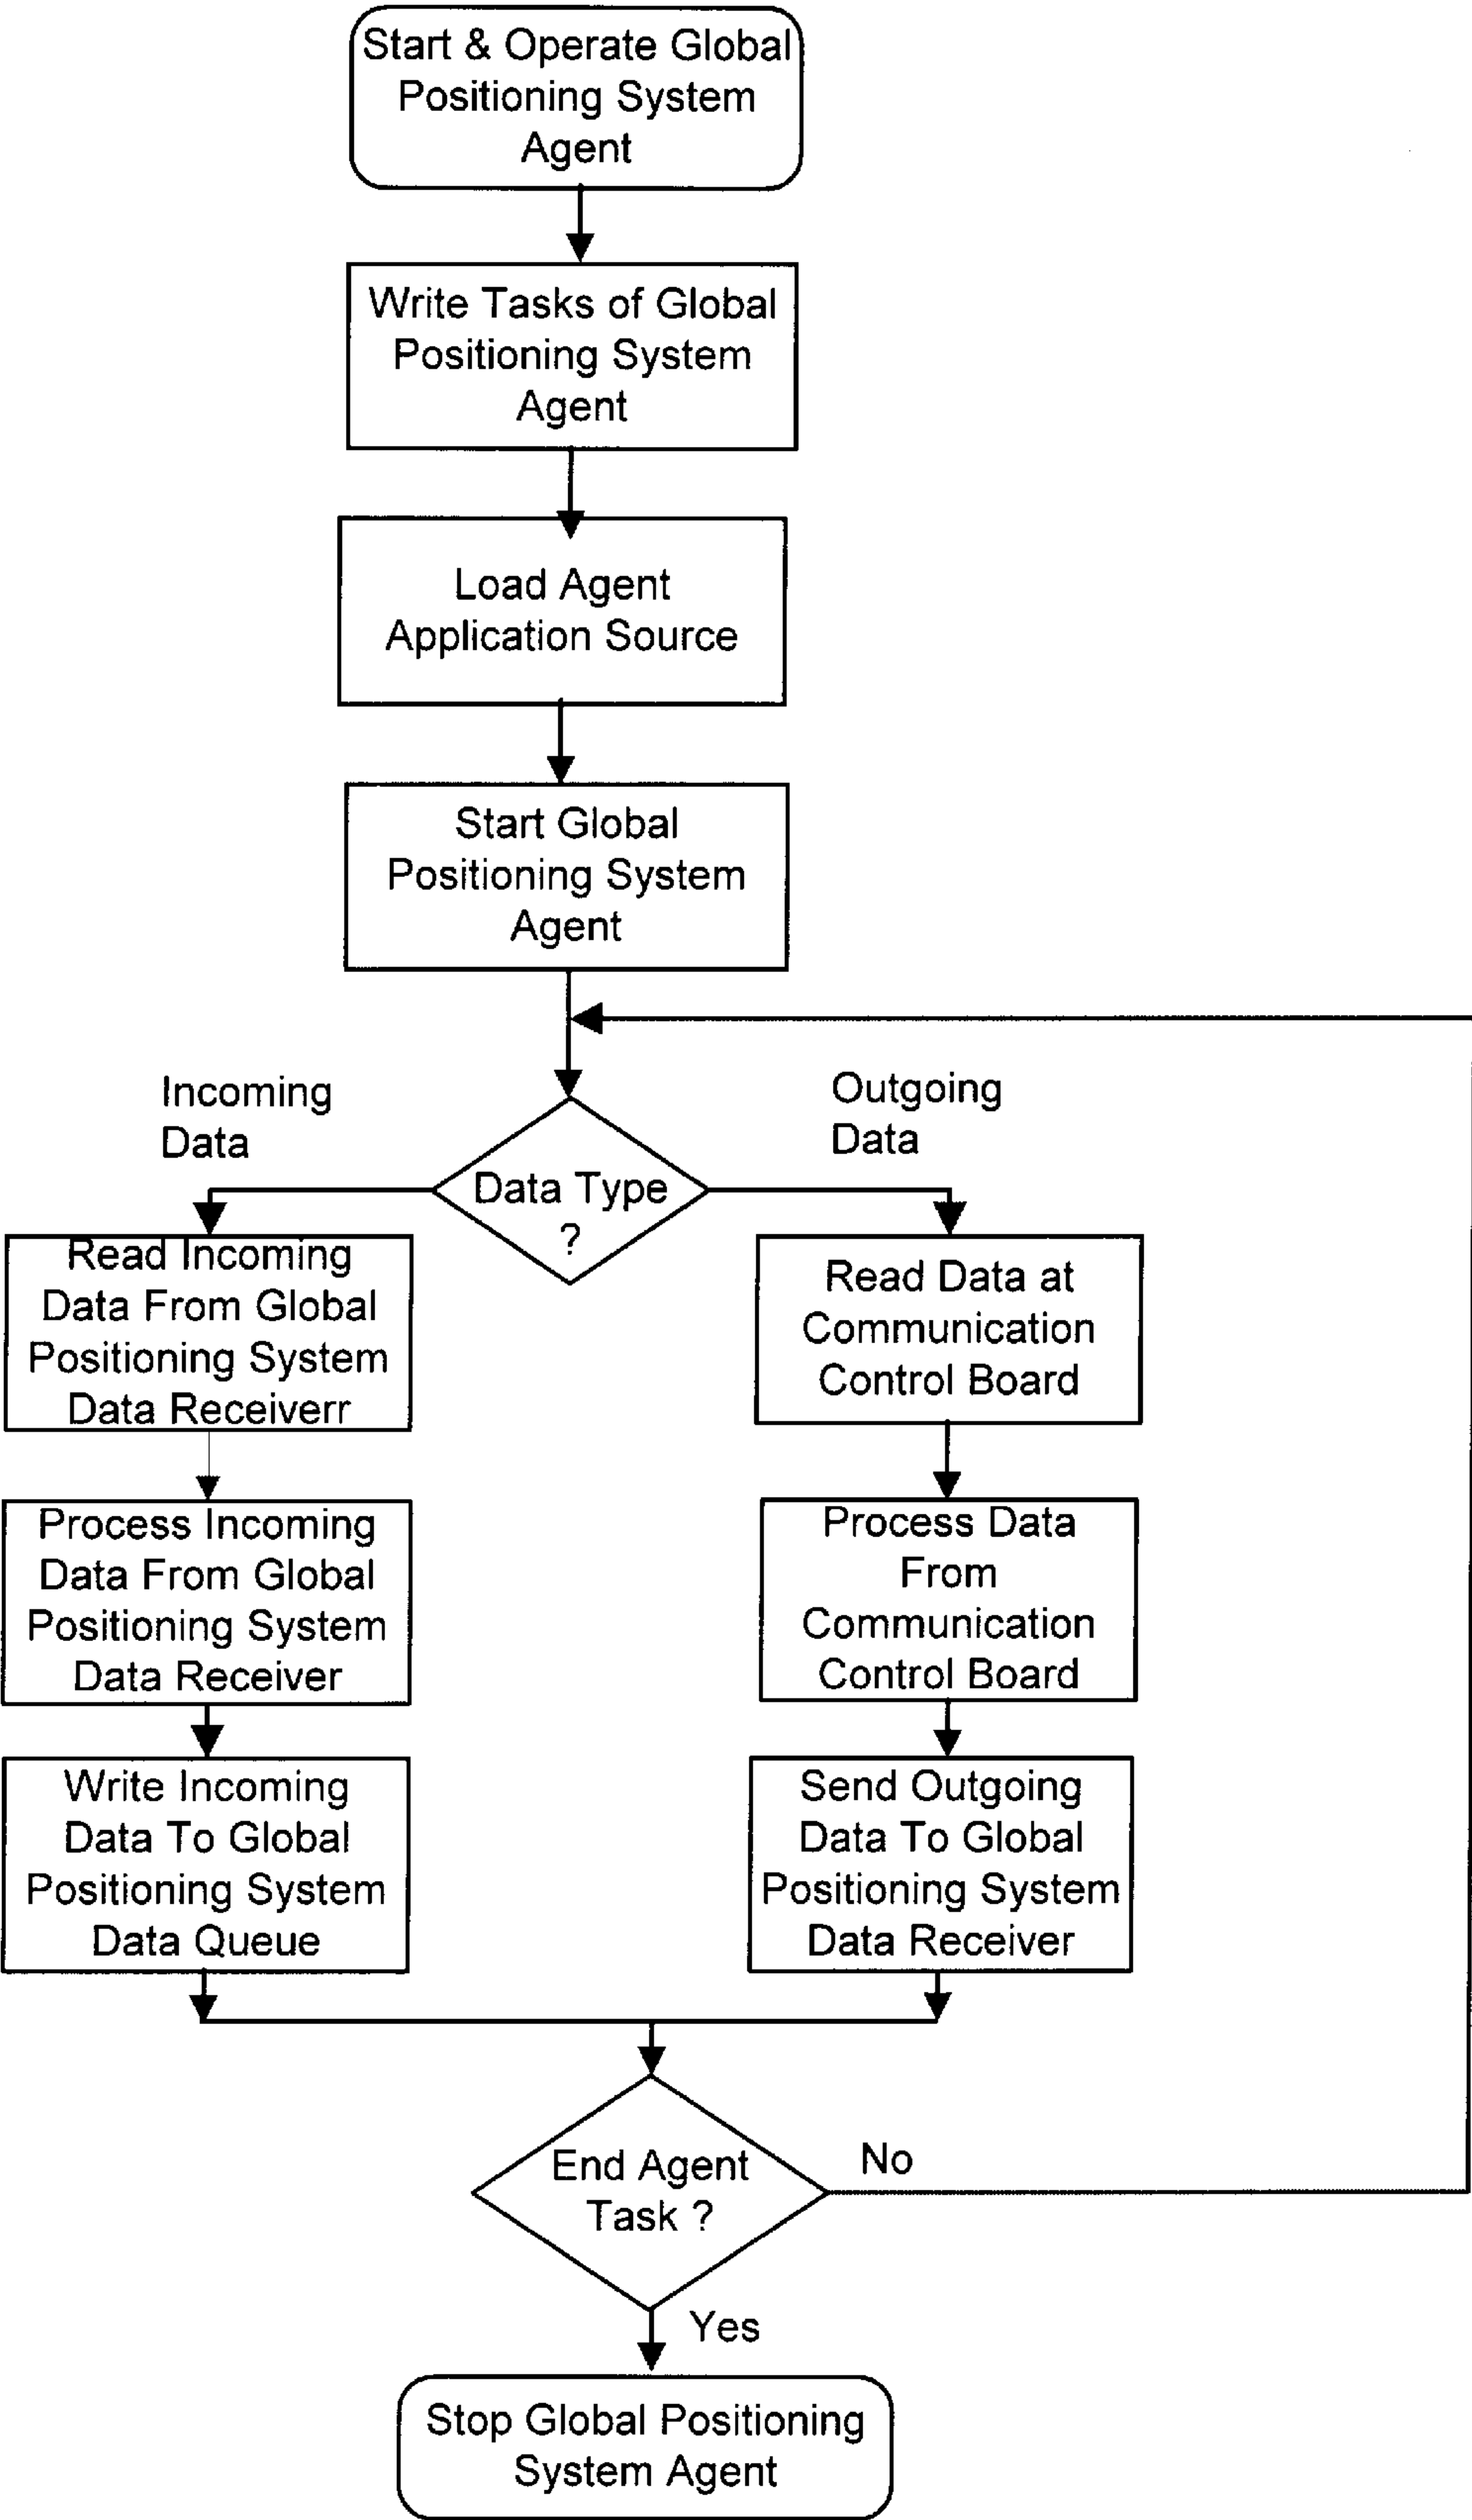 Start & Operate Global
Positioning System
Agent
Write Tasks of Global
Positioning System
Agent
Load Agent
Application Source
Start Global
Positioning System
Agent
Incoming
Data
Outgoing
Data
Data Type
?
Read Incoming
Data From Global
Positioning System
Data Receiverr
Read Data at
Communication
Control Board
Process Incoming
Data From Global
Positioning System
Data Receiver
Process Data
From
Communication
Control Board
Write Incoming
Data To Global
Positioning System
Data Queue
Send Outgoing
Data To Global
Positioning System
Data Receiver
End Agent
Task ?
No
Yes
Stop Global Positioning
System Agent